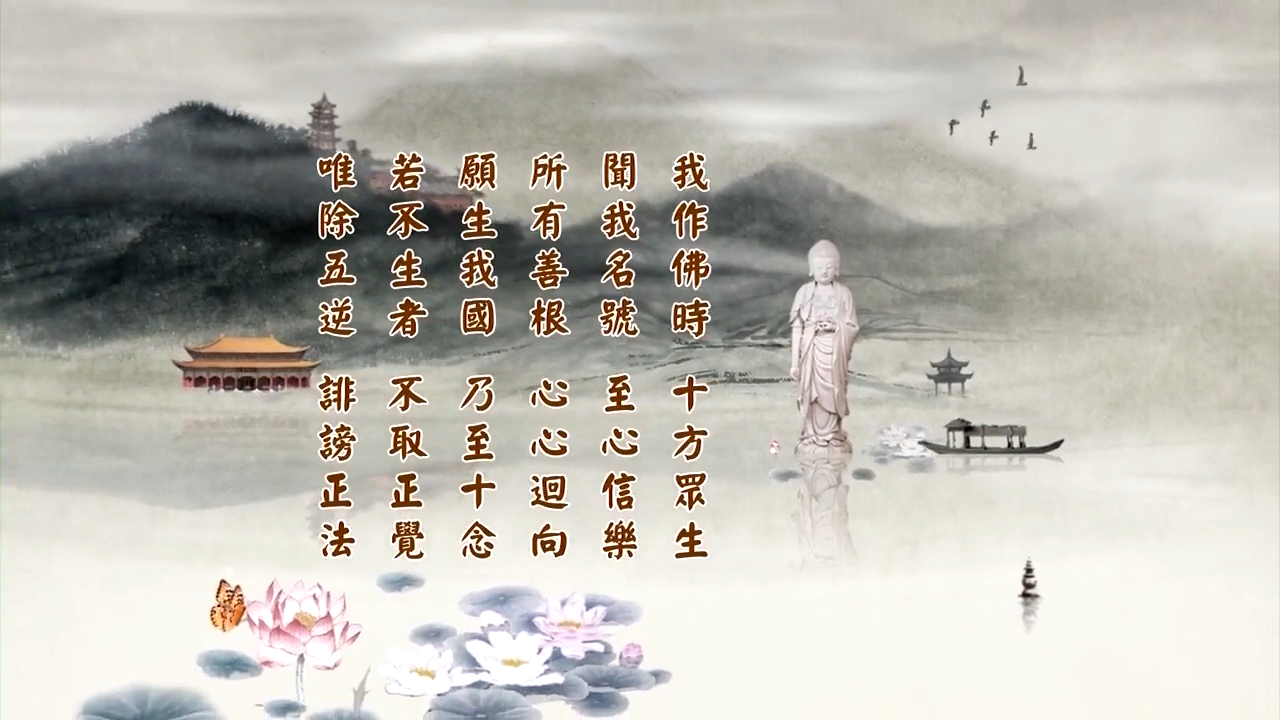 我作佛時 十方眾生
聞我名號 至心信樂
所有善根 心心迴向
願生我國 乃至十念
若不生者 不取正覺
唯除五逆 誹謗正法